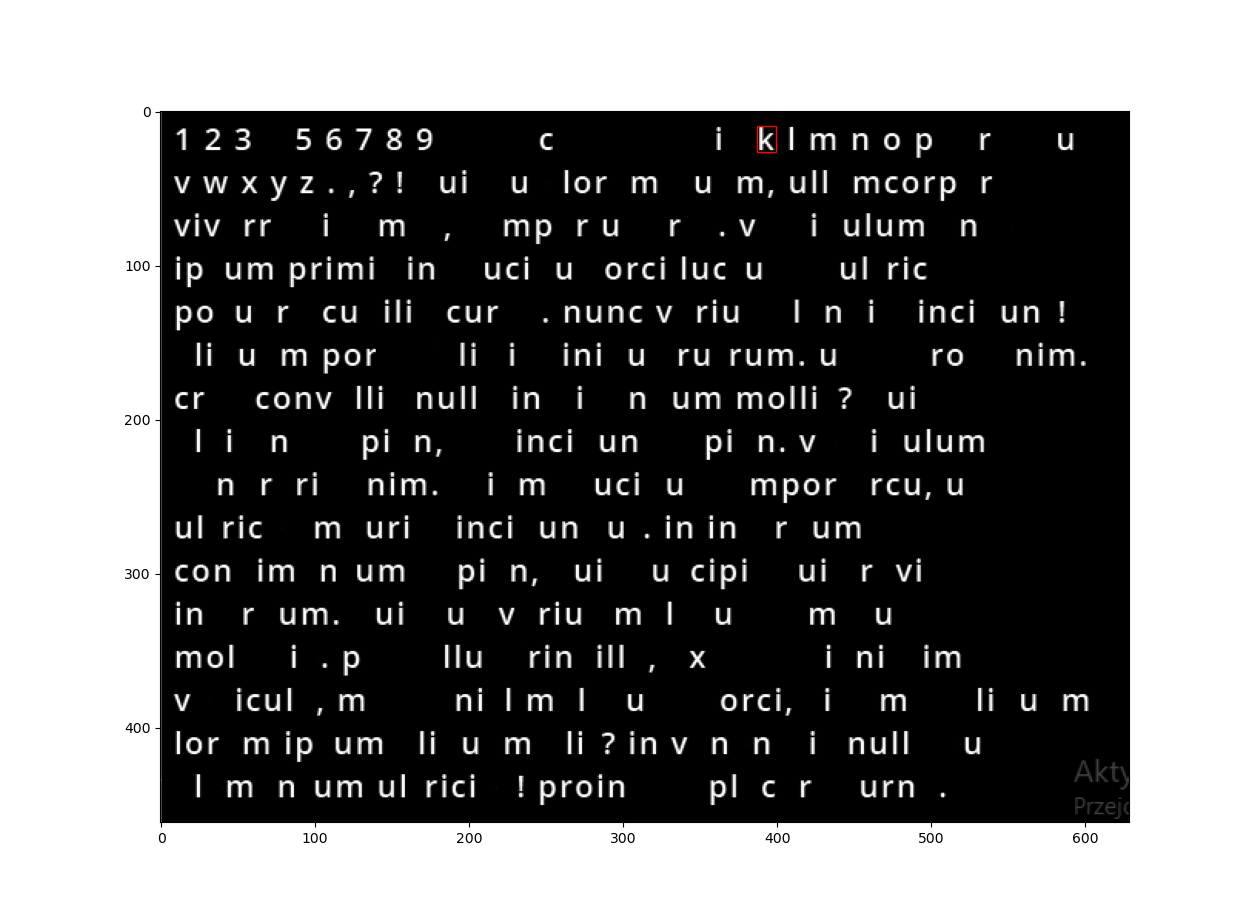 0
1 2 3 5 6 7 8 9 c i k l m n o p r u
v w x y z . , ? ! ui u lor m u m, ull mcorp r
viv rr i m , mp r u r . v i ulum n
100
ip um primi in uci u orci luc u ul ric
po u r cu ili cur . nunc v riu l n i inci un !
li u m por li i ini u ru rum. u ro nim.
cr conv lli null in i n um molli ? ui
200
l i n pi n, inci un pi n. v i ulum
n r ri nim. i m uci u mpor rcu, u
ul ric m uri inci un u . in in r um
300
con im n um pi n, ui u cipi ui r vi
in r um. ui u v riu m l u m u
mol i . p llu rin ill , x i ni im
v icul , m ni l m l u orci, i m li u m
400
lor m ip um li u m li ? in v n n i null u
Akty
l m n um ul rici ! proin pl c r urn .
Przejd
0 100 200 300 400 500 600